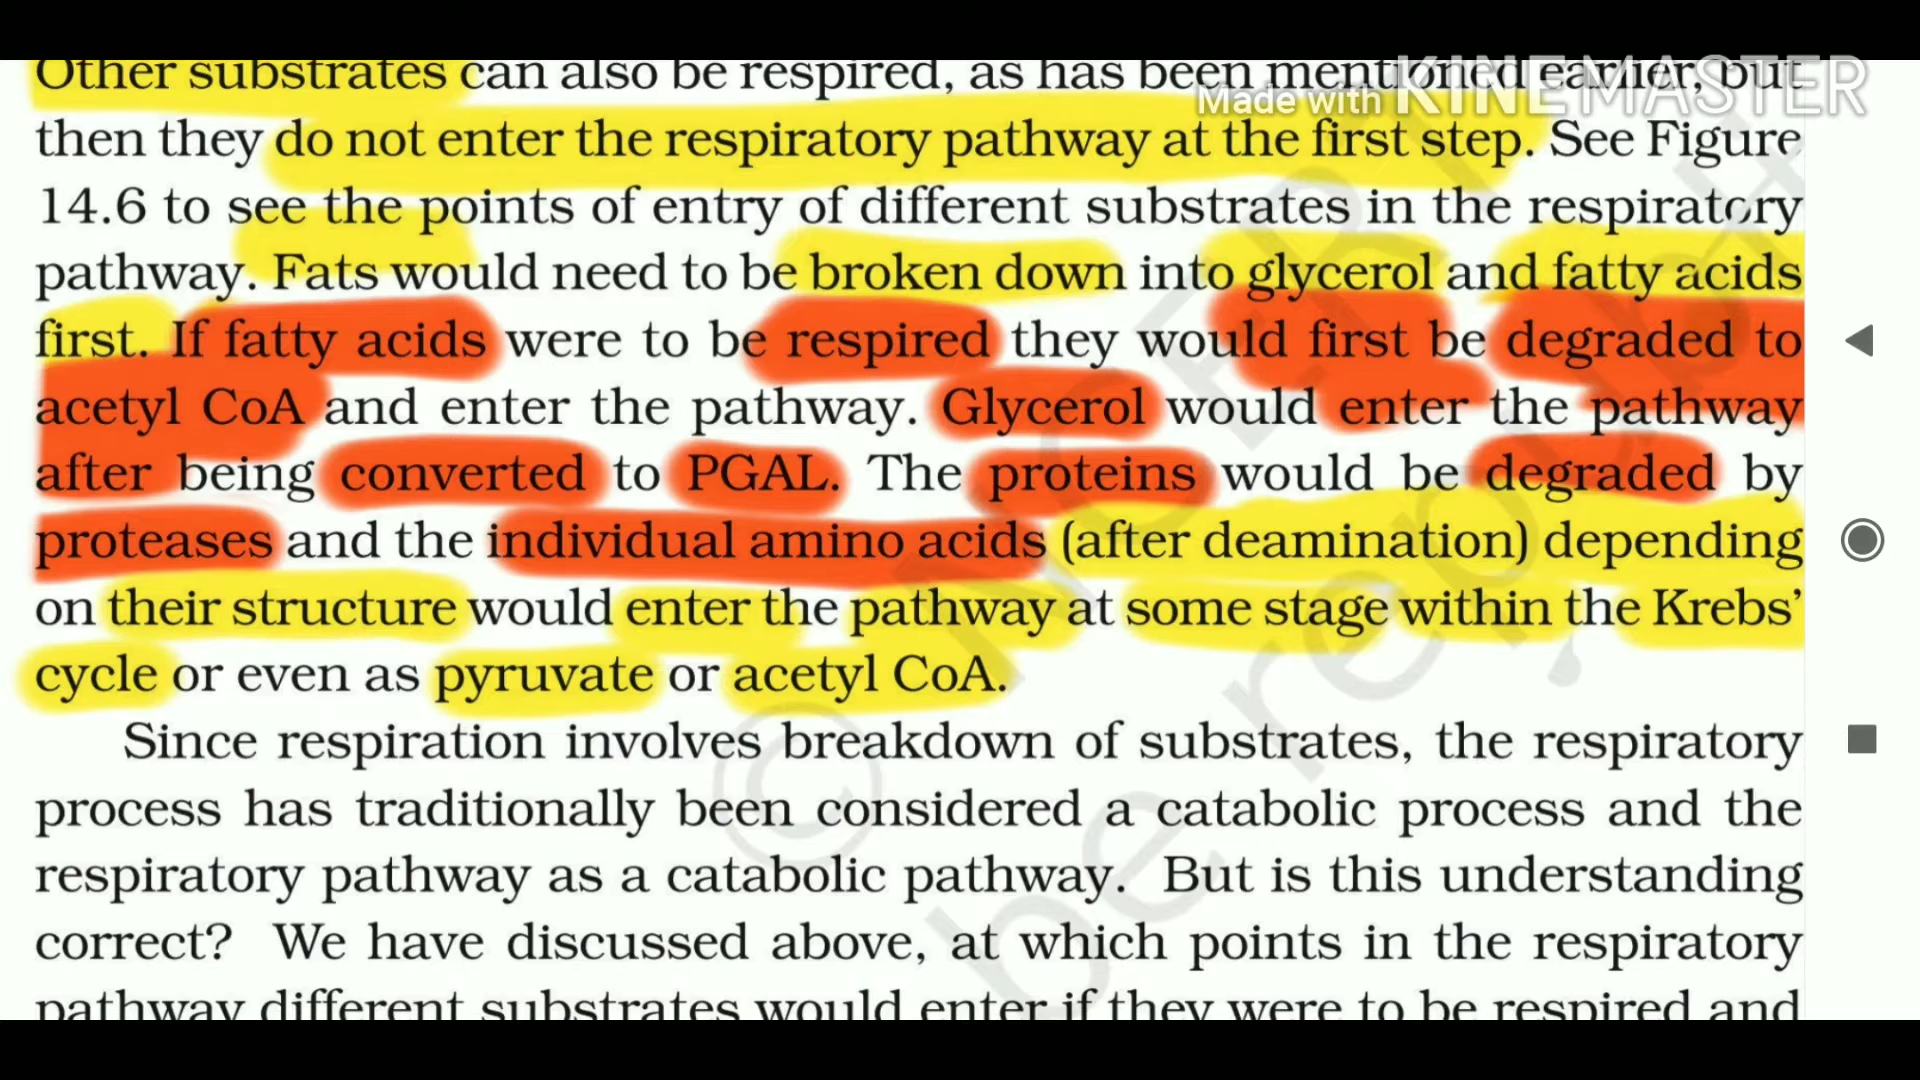 Other substrates can also be respired, as has been mentioned earlier, but
Made with KINEMASTER
then they do not enter the respiratory pathway at the first step. See Figure
14.6 to see the points of entry of different substrates in the respiratory
pathway. Fats would need to be broken down into glycerol and fatty acids
first. If fatty acids were to be respired they would first be degraded to
acetyl CoA and enter the pathway. Glycerol would enter the pathway
after being converted to PGAL. The proteins would be degraded by
proteases and the individual amino acids (after deamination) depending
on their structure would enter the pathway at some stage within the Krebs’
cycle or even as pyruvate or acetyl CoA.
Since respiration involves breakdown of substrates, the respiratory
process has traditionally been considered a catabolic process and the
respiratory pathway as a catabolic pathway. But is this understanding
correct? We have discussed above, at which points in the respiratory
pathway different substrates would enter if they were to be respired and
© NCERT
be republi